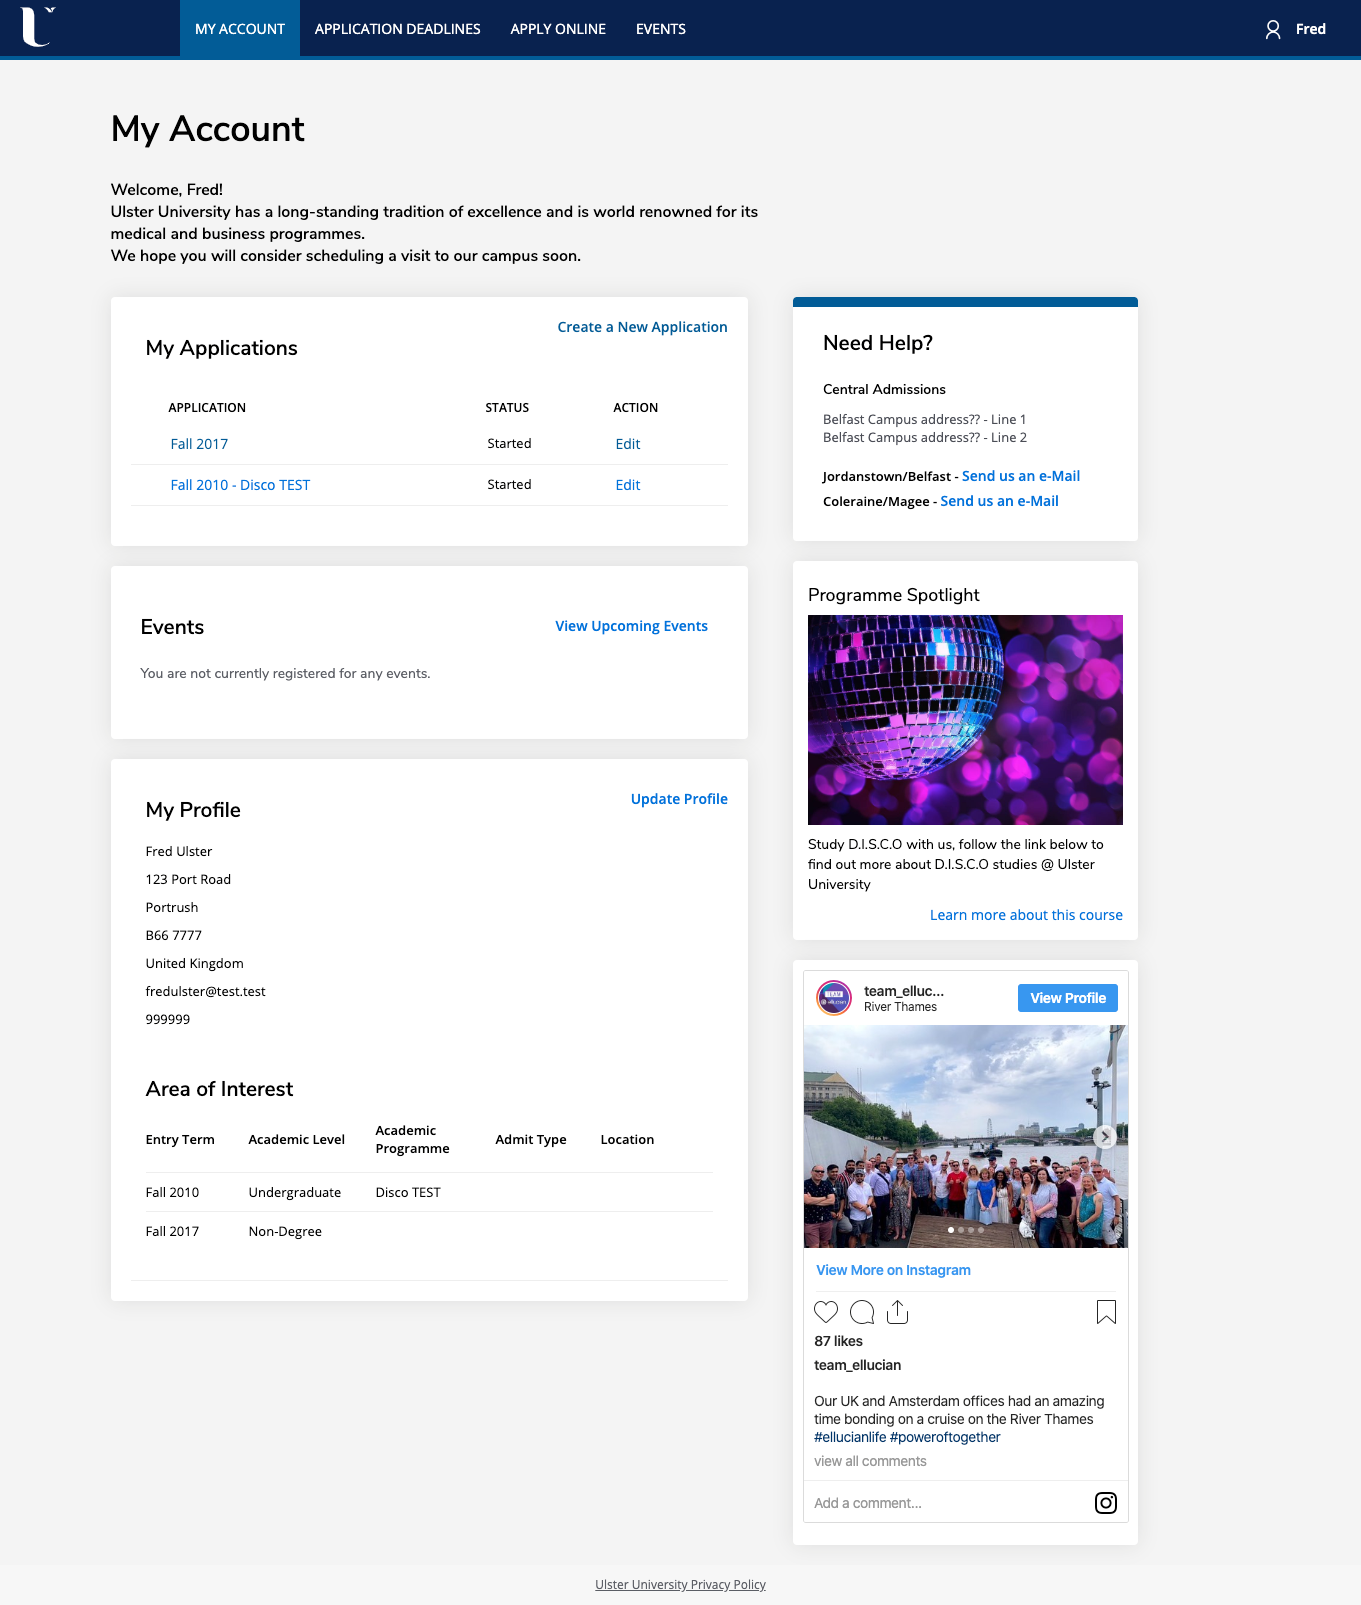 MY ACCOUNT APPLICATION DEADLINES APPLY ONLINE EVENTS Fred
My Account
Welcome, Fred!
Ulster University has a long-standing tradition of excellence and is world renowned for its
medical and business programmes.
We hope you will consider scheduling a visit to our campus soon.
Create a New Application
My Applications
APPLICATION STATUS ACTION
Fall 2017 Started Edit
Fall 2010 - Disco TEST Started Edit
Events
View Upcoming Events
You are not currently registered for any events.
My Profile
Update Profile
Fred Ulster
123 Port Road
Portrush
B66 7777
United Kingdom
fredulster@test.test
999999
Area of Interest
Entry Term Academic Level Academic Programme Admit Type Location
Fall 2010 Undergraduate Disco TEST
Fall 2017 Non-Degree
Need Help?
Central Admissions
Belfast Campus address?? - Line 1
Belfast Campus address?? - Line 2
Jordanstown/Belfast - Send us an e-Mail
Coleraine/Magee - Send us an e-Mail
Programme Spotlight
Study D.I.S.C.O with us, follow the link below to
find out more about D.I.S.C.O studies @ Ulster
University
Learn more about this course
TEAM
ellucian
team_elluc...
River Thames
View Profile
View More on Instagram
87 likes
team_ellucian
Our UK and Amsterdam offices had an amazing
time bonding on a cruise on the River Thames
#ellucianlife #poweroftogether
view all comments
Add a comment...
Ulster University Privacy Policy